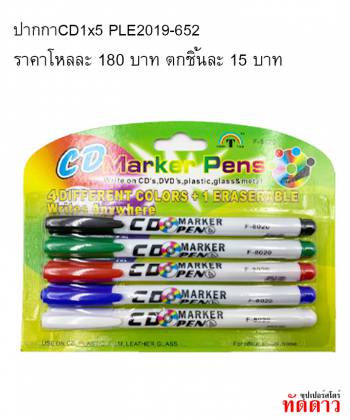 ปากกาCD1x5 PLE2019-652
ราคาโหลละ 180 บาท ตกชิ้นละ 15 บาท
F-8020
CD Marker Pens
Write on CD's,DVD's,plastic,glass&metal
4 DIFFERENT COLORS + 1 ERASERABLE
Writes Anywhere
CD MARKER PEN F-8020
CD MARKER PEN F-8020
CD MARKER PEN F-8020
CD MARKER PEN F-8020
CD MARKER PEN F-8020
LEATHER, GLASS
ซุปเปอร์สโตร์
ทัดดาว